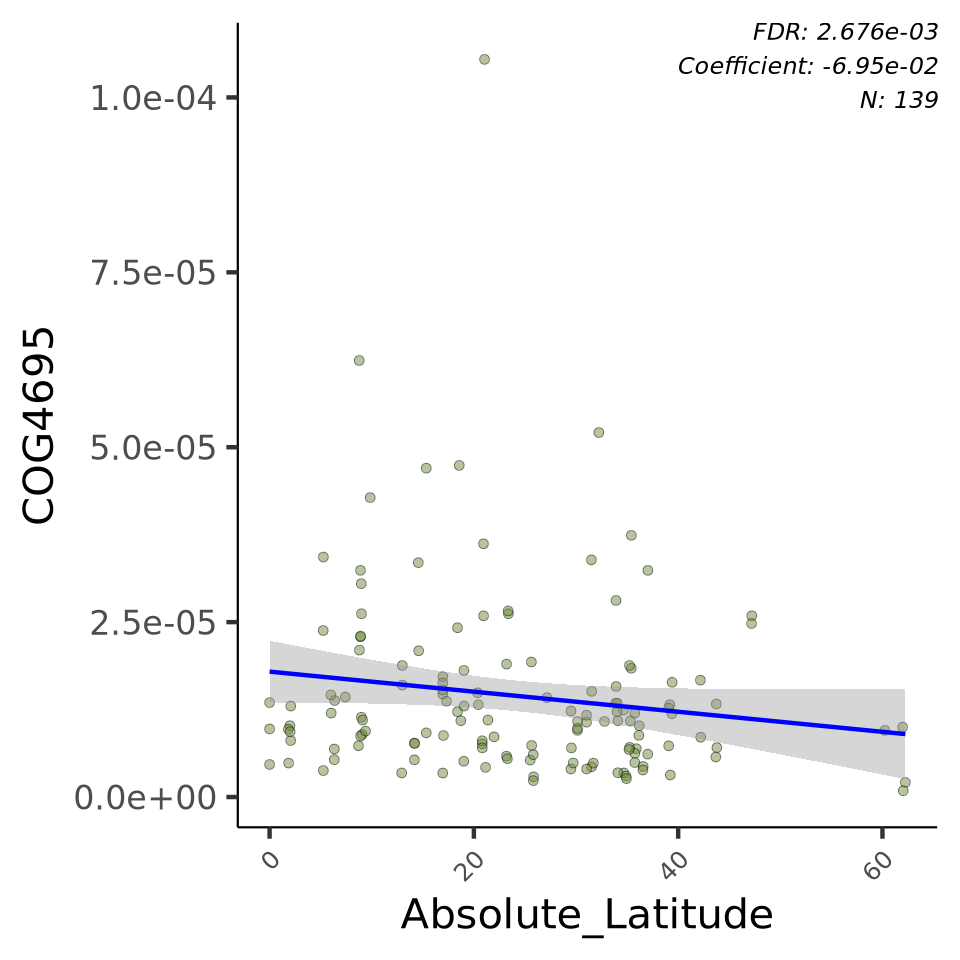 FDR: 2.676e-03
Coefficient: -6.95e-02
N: 139
1.0e-04
7.5e-05
5.0e-05
2.5e-05
0.0e+00
COG4695
0
20
40
60
Absolute_Latitude